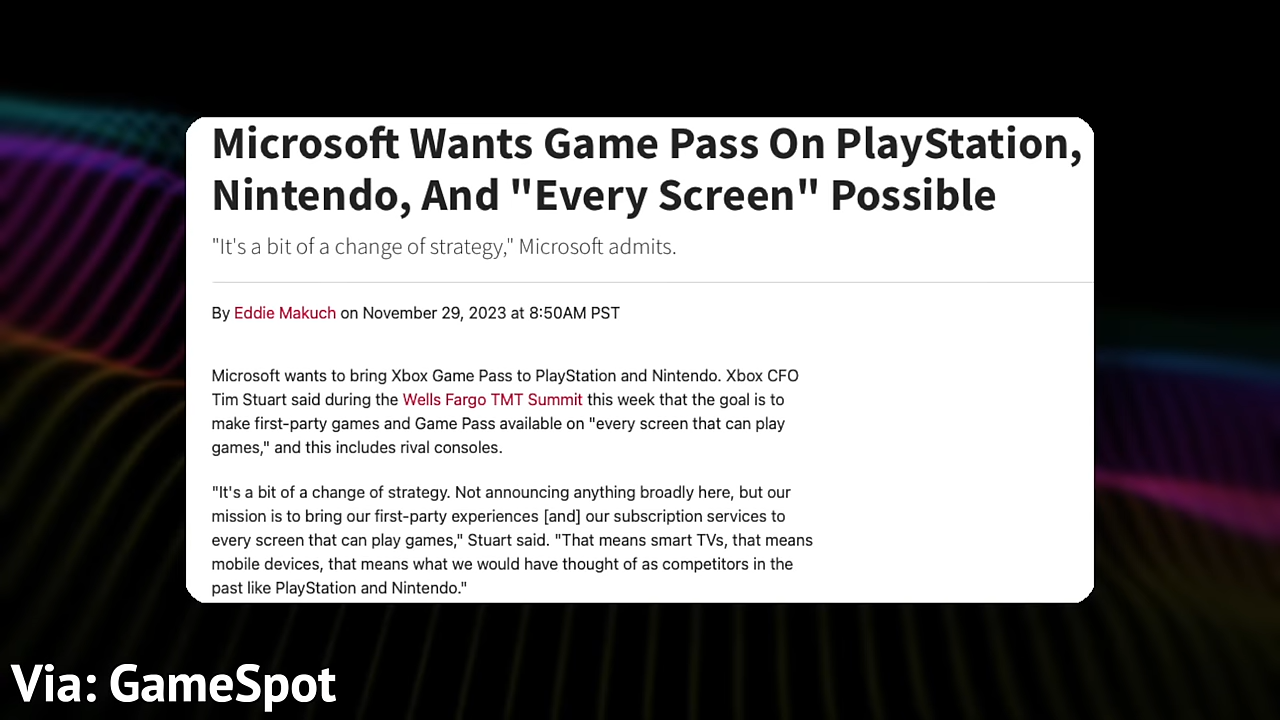 Microsoft Wants Game Pass On PlayStation,
Nintendo, And "Every Screen" Possible
"It's a bit of a change of strategy," Microsoft admits.
By Eddie Makuch on November 29, 2023 at 8:50AM PST
Microsoft wants to bring Xbox Game Pass to PlayStation and Nintendo. Xbox CFO
Tim Stuart said during the Wells Fargo TMT Summit this week that the goal is to
make first-party games and Game Pass available on "every screen that can play
games," and this includes rival consoles.
"It's a bit of a change of strategy. Not announcing anything broadly here, but our
mission is to bring our first-party experiences [and] our subscription services to
every screen that can play games," Stuart said. "That means smart TVs, that means
mobile devices, that means what we would have thought of as competitors in the
past like PlayStation and Nintendo."
Via: GameSpot